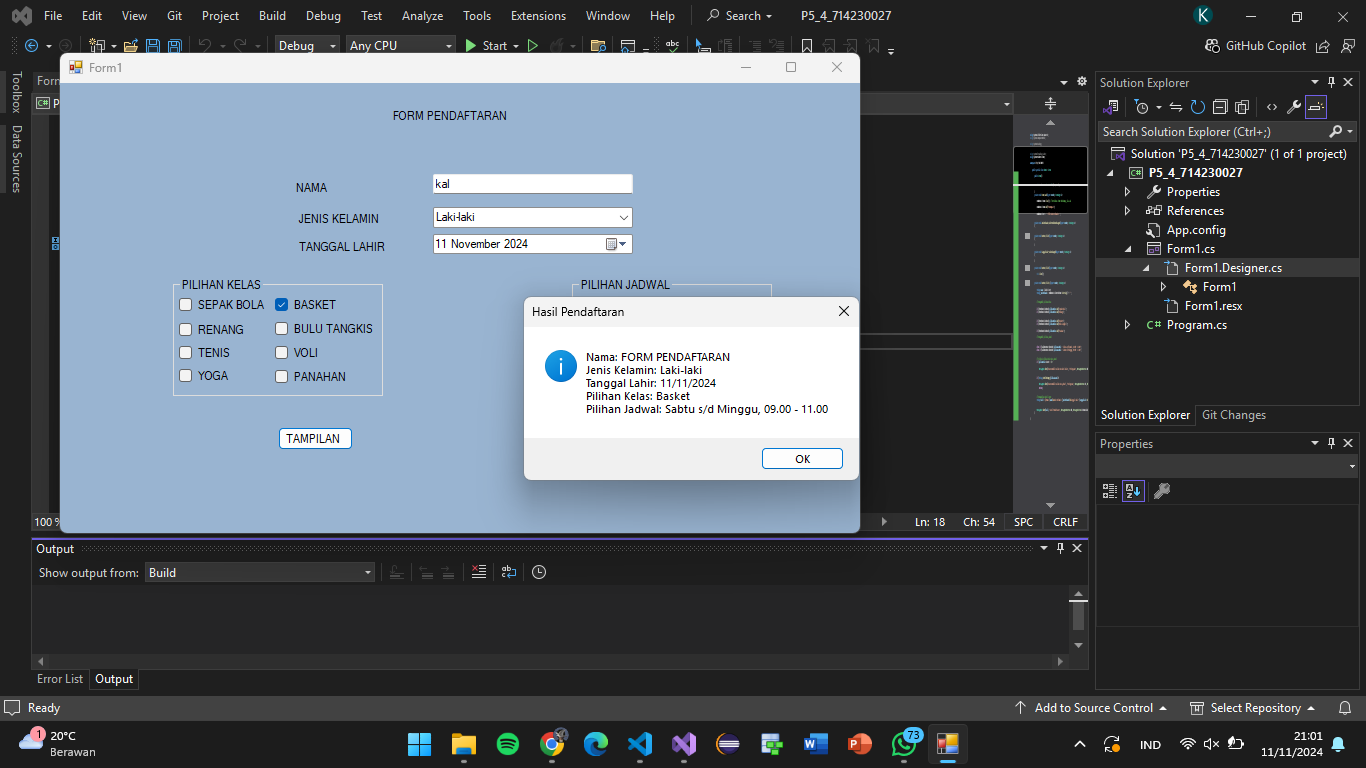 File Edit View Git Project Build Debug Test Analyze Tools Extensions Window Help Search P5_4_714230027 K
Debug Any CPU Start GitHub Copilot
Form1
FORM PENDAFTARAN
NAMA kal
JENIS KELAMIN Laki-laki
TANGGAL LAHIR 11 November 2024
PILIHAN KELAS
SEPAK BOLA BASKET
RENANG BULU TANGKIS
TENIS VOLI
YOGA PANAHAN
TAMPILAN
PILIHAN JADWAL
Hasil Pendaftaran
Nama: FORM PENDAFTARAN
Jenis Kelamin: Laki-laki
Tanggal Lahir: 11/11/2024
Pilihan Kelas: Basket
Pilihan Jadwal: Sabtu s/d Minggu, 09.00 - 11.00
OK
Toolbox
Data Sources
100 %
Ln: 18 Ch: 54 SPC CRLF
Solution Explorer
Search Solution Explorer (Ctrl+;)
Solution 'P5_4_714230027' (1 of 1 project)
C# P5_4_714230027
Properties
References
App.config
Form1.cs
Form1.Designer.cs
Form1
Form1.resx
C# Program.cs
Solution Explorer Git Changes
Properties
Output
Show output from: Build
Error List Output
Ready
Add to Source Control Select Repository
1 20°C
Berawan
73
IND
21:01
11/11/2024